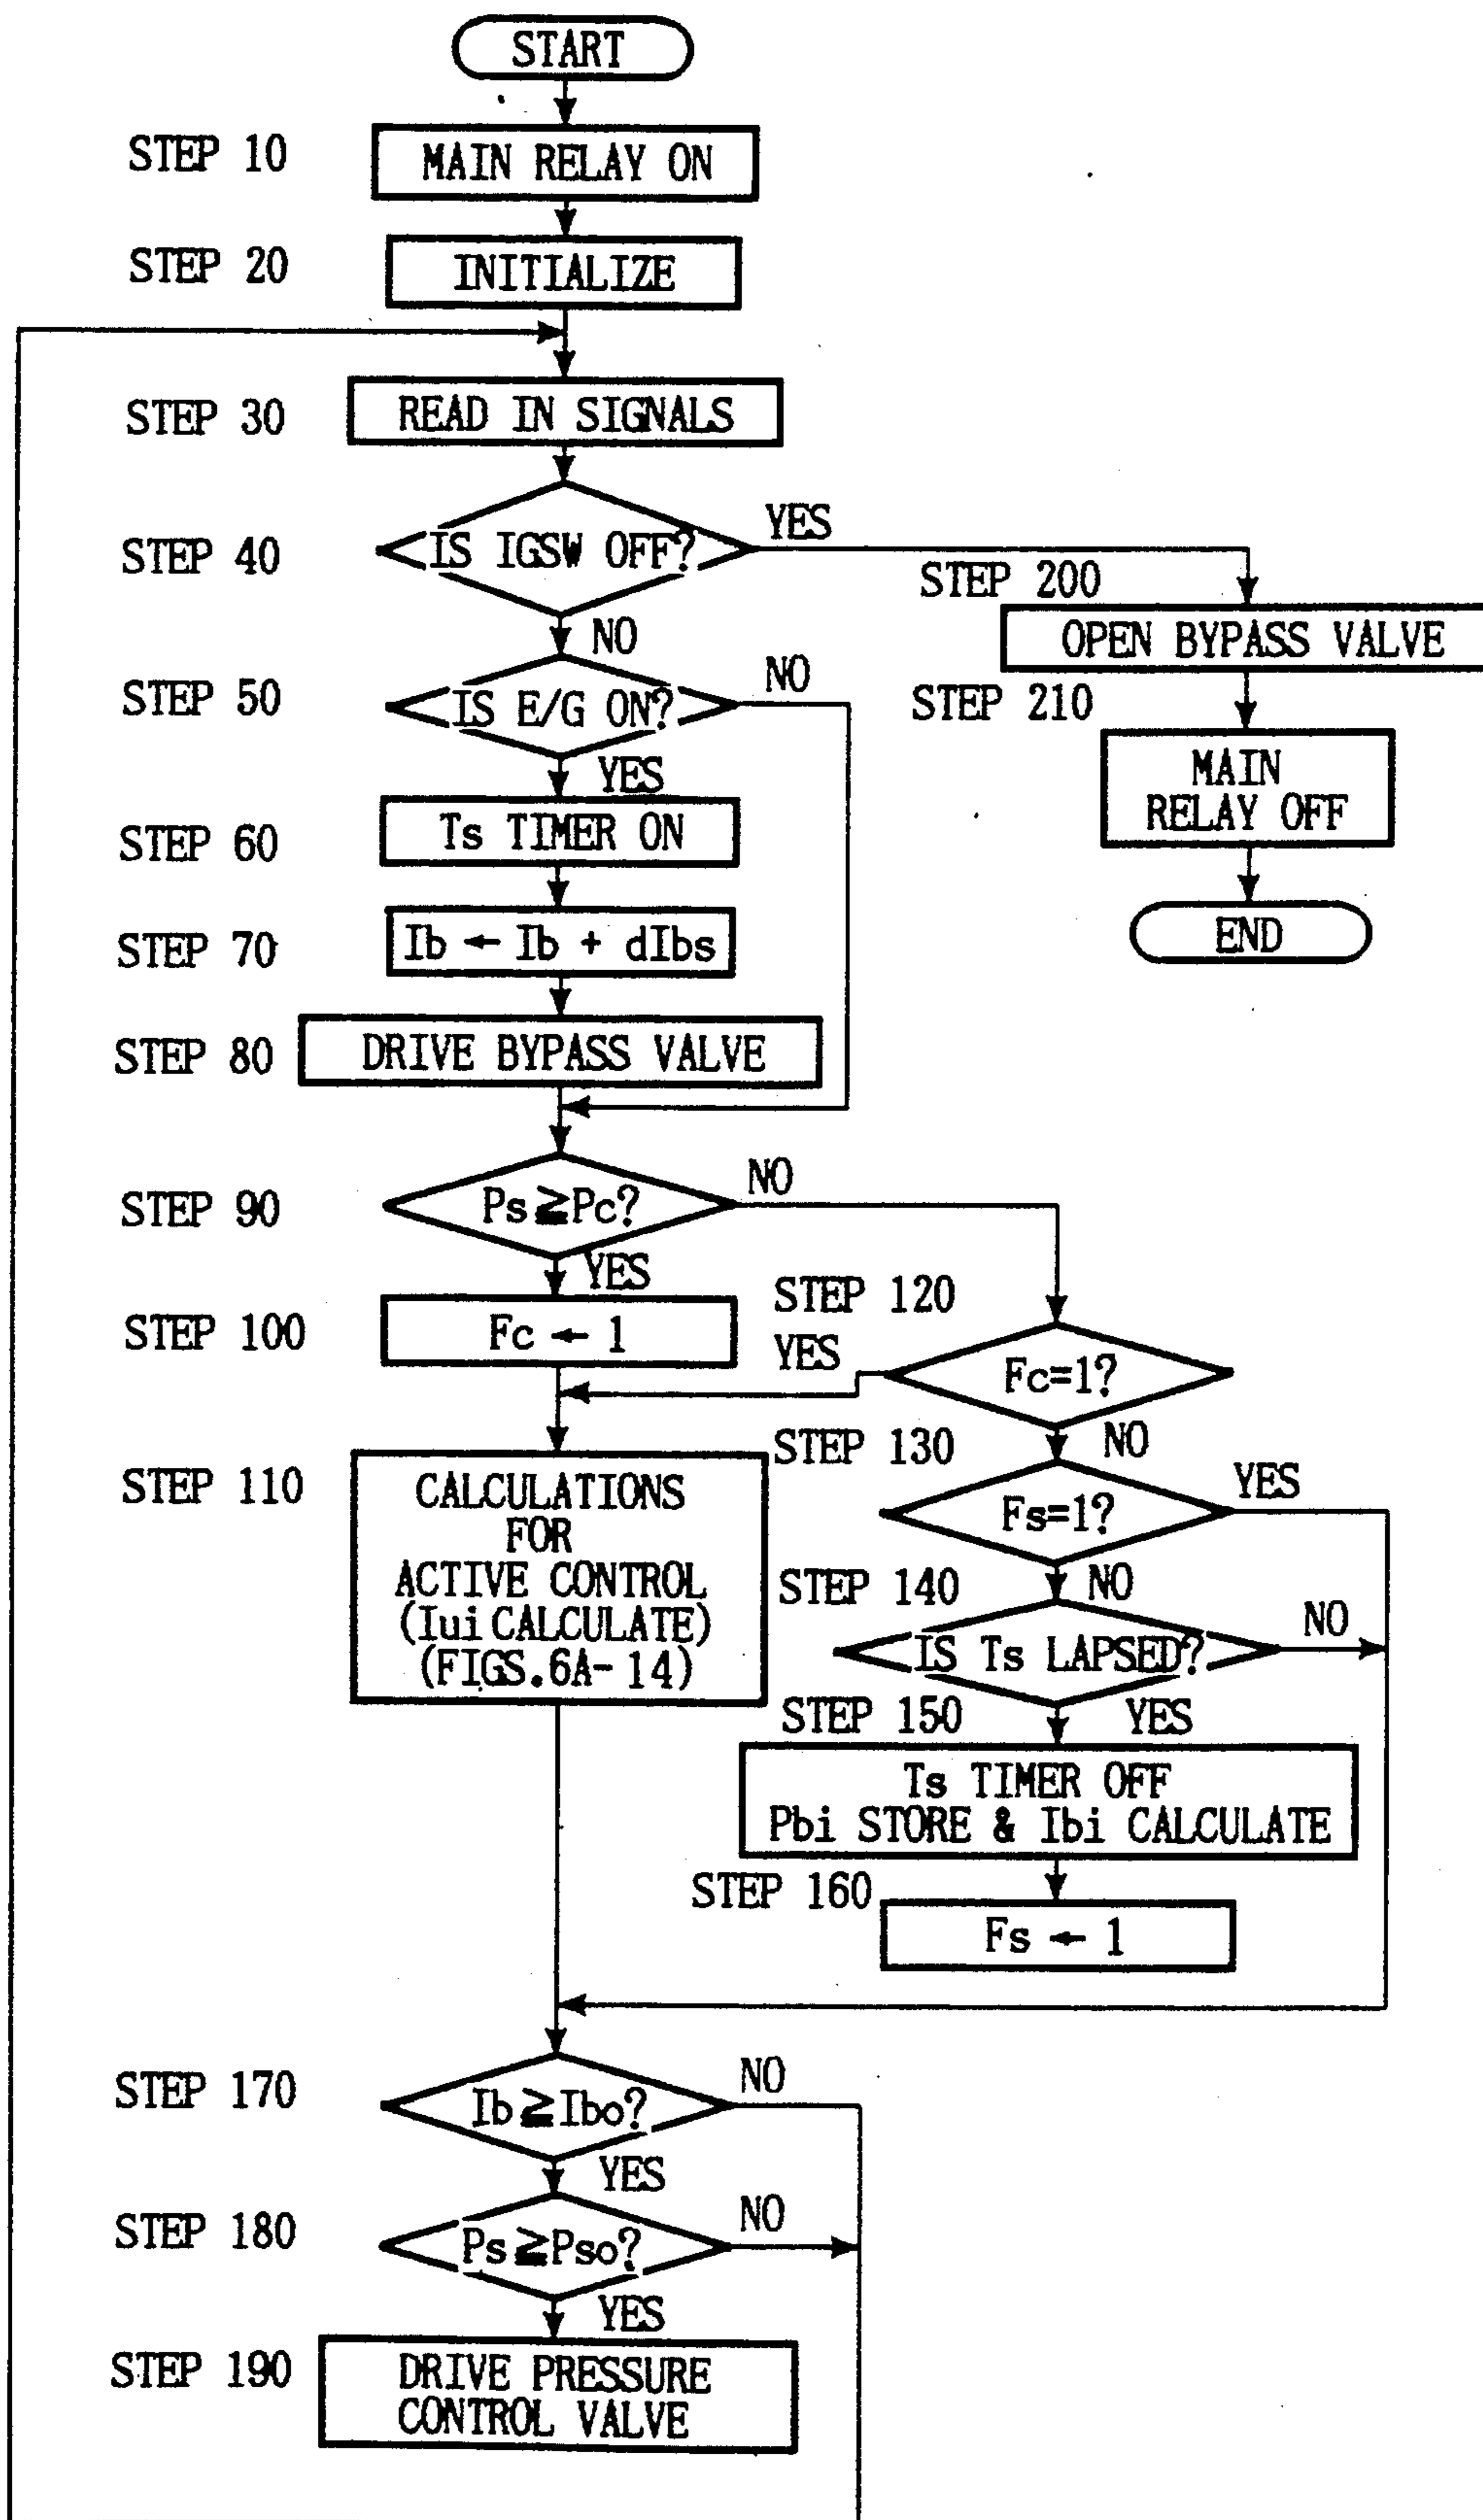 START
STEP 10
MAIN RELAY ON
STEP 20
INITIALIZE
STEP 30
READ IN SIGNALS
STEP 40
IS IGSW OFF?
YES
NO
STEP 200
OPEN BYPASS VALVE
STEP 210
MAIN
RELAY OFF
END
STEP 50
IS E/G ON?
NO
YES
STEP 60
Ts TIMER ON
STEP 70
Ib ← Ib + dIbs
STEP 80
DRIVE BYPASS VALVE
STEP 90
Ps≧Pc?
NO
YES
STEP 100
Fc ← 1
STEP 120
YES
Fc=1?
NO
STEP 110
CALCULATIONS
FOR
ACTIVE CONTROL
(Iui CALCULATE)
(FIGS.6A-14)
STEP 130
Fs=1?
YES
NO
STEP 140
IS Ts LAPSED?
NO
YES
STEP 150
Ts TIMER OFF
Pbi STORE & Ibi CALCULATE
STEP 160
Fs ← 1
STEP 170
Ib≧Ibo?
NO
YES
STEP 180
Ps≧Pso?
NO
YES
STEP 190
DRIVE PRESSURE
CONTROL VALVE